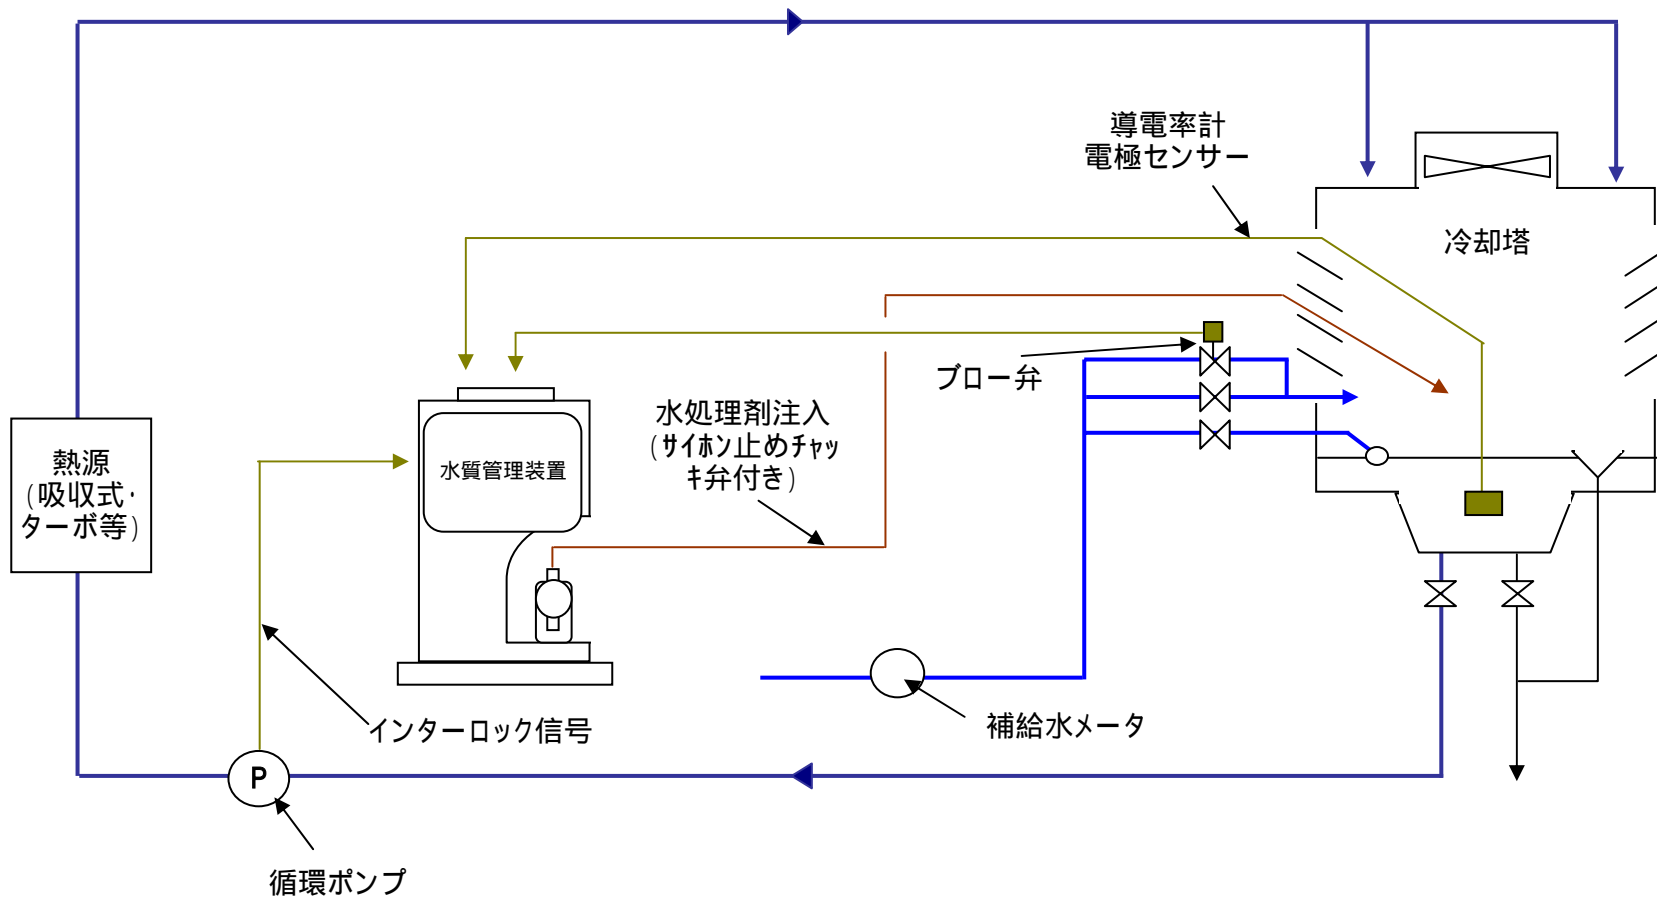 導電率計
電極センサー
冷却塔
ブロー弁
水処理剤注入
(ｻｲﾎﾝ止めﾁｬｯ
ｷ弁付き)
水質管理装置
熱源
(吸収式・
ターボ等)
インターロック信号
補給水メータ
P
循環ポンプ